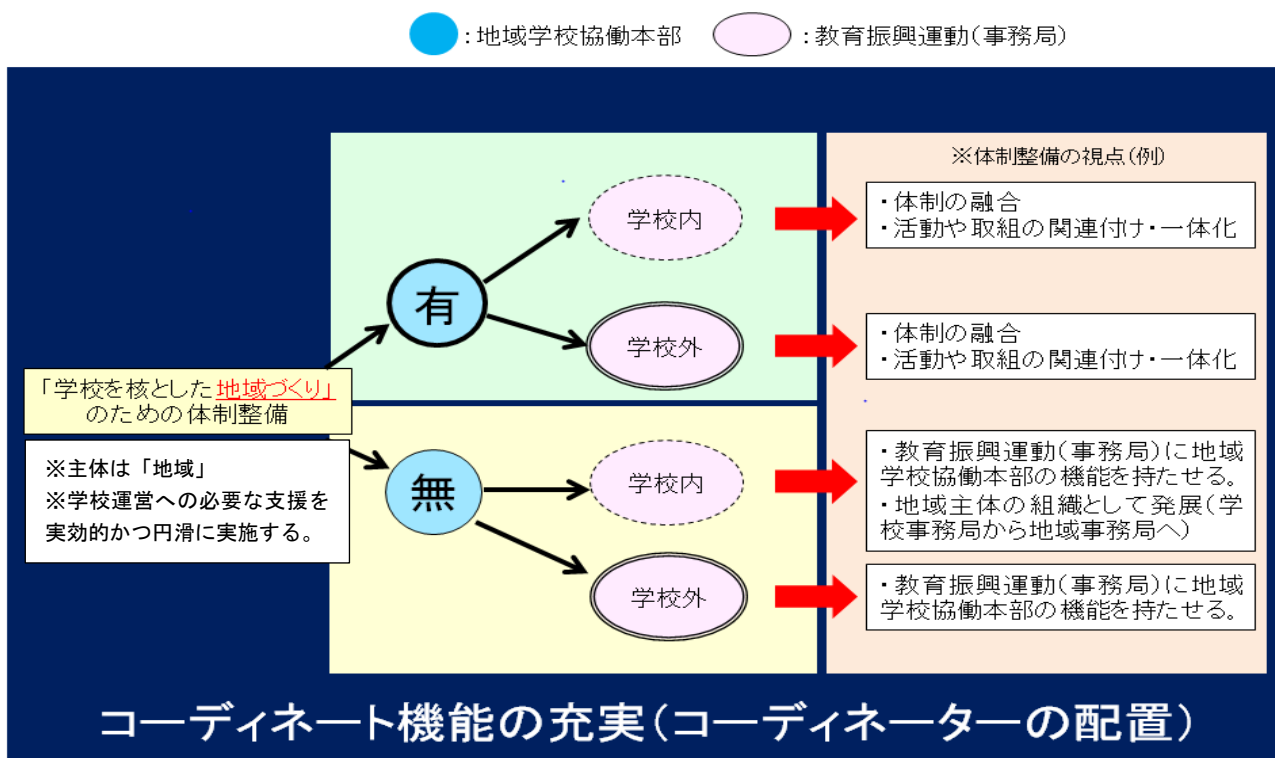 :地域学校協働本部
:教育振興運動(事務局)
※体制整備の視点(例)
学校内
・体制の融合
・活動や取組の関連付け・一体化
有
学校外
・体制の融合
・活動や取組の関連付け・一体化
「学校を核とした地域づくり」
のための体制整備
※主体は「地域」
※学校運営への必要な支援を
実効的かつ円滑に実施する。
無
学校内
・教育振興運動(事務局)に地域
学校協働本部の機能を持たせる。
・地域主体の組織として発展(学
校事務局から地域事務局へ)
学校外
・教育振興運動(事務局)に地域
学校協働本部の機能を持たせる。
コーディネート機能の充実(コーディネーターの配置)